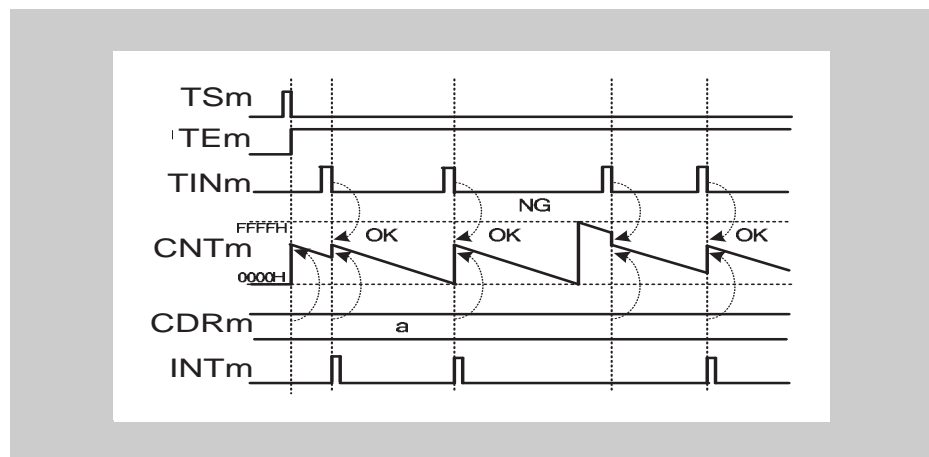 TSm
TEm
TINm
NG
FFFFH
OK OK OK
CNTm
0000H
CDRm a
INTm